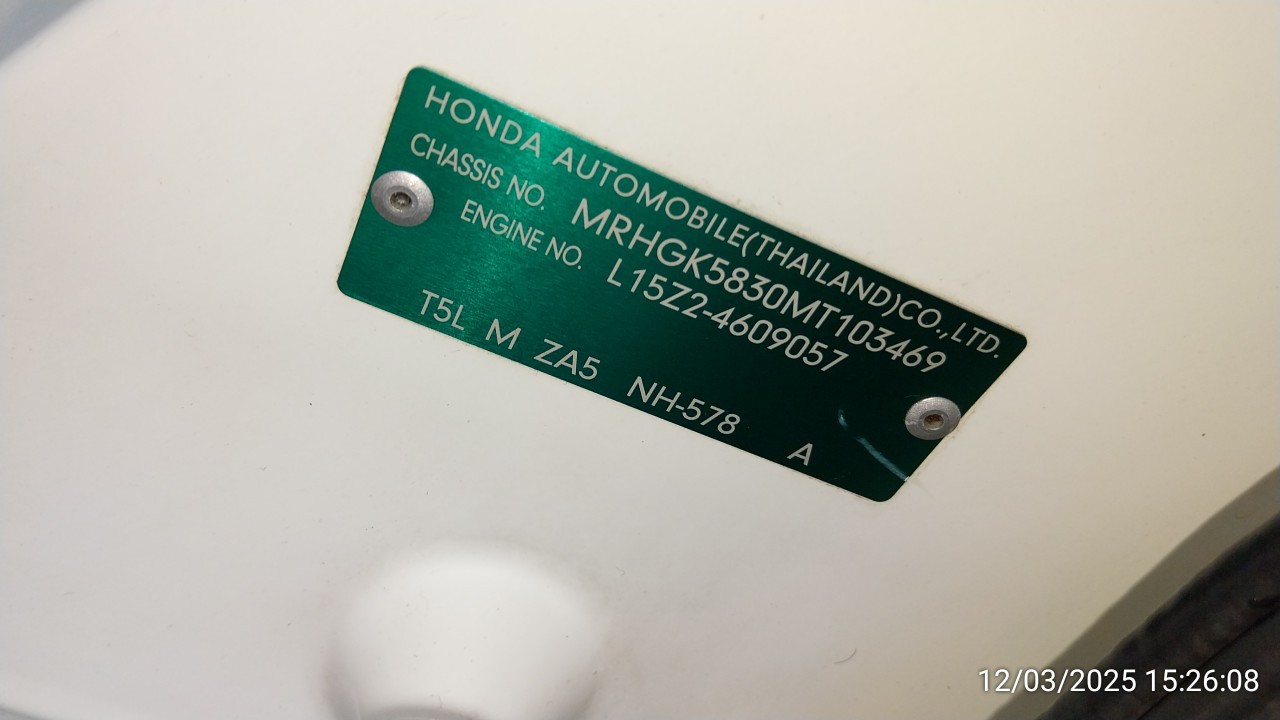 HONDA AUTOMOBILE(THAILAND)CO.,LTD.
CHASSIS NO. MRHGK5830MT103469
ENGINE NO. L15Z2-4609057
T5L M ZA5 NH-578 A
12/03/2025 15:26:08